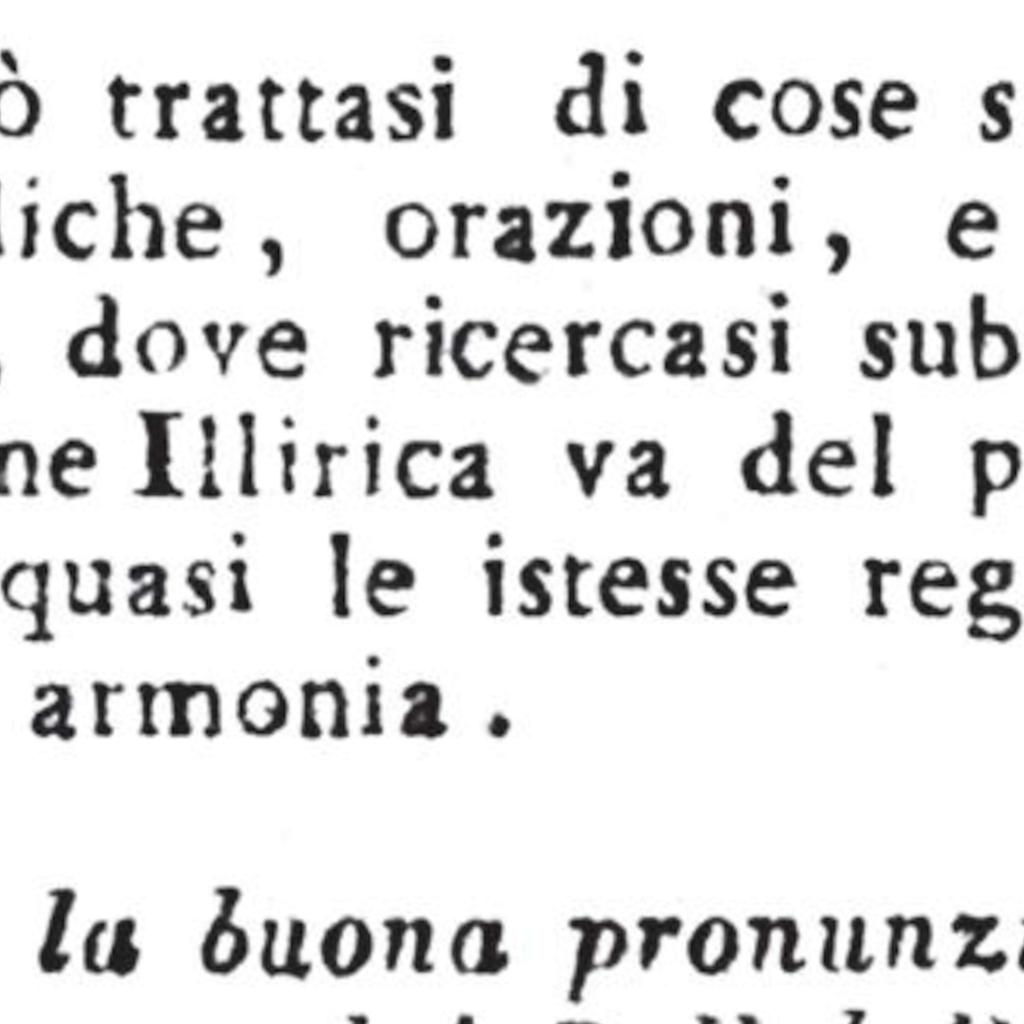 ò trattasi di cose s
liche, orazioni, e
, dove ricercasi sub
ne Illirica va del p
quasi le istesse reg
armonia.
la buona pronunzi